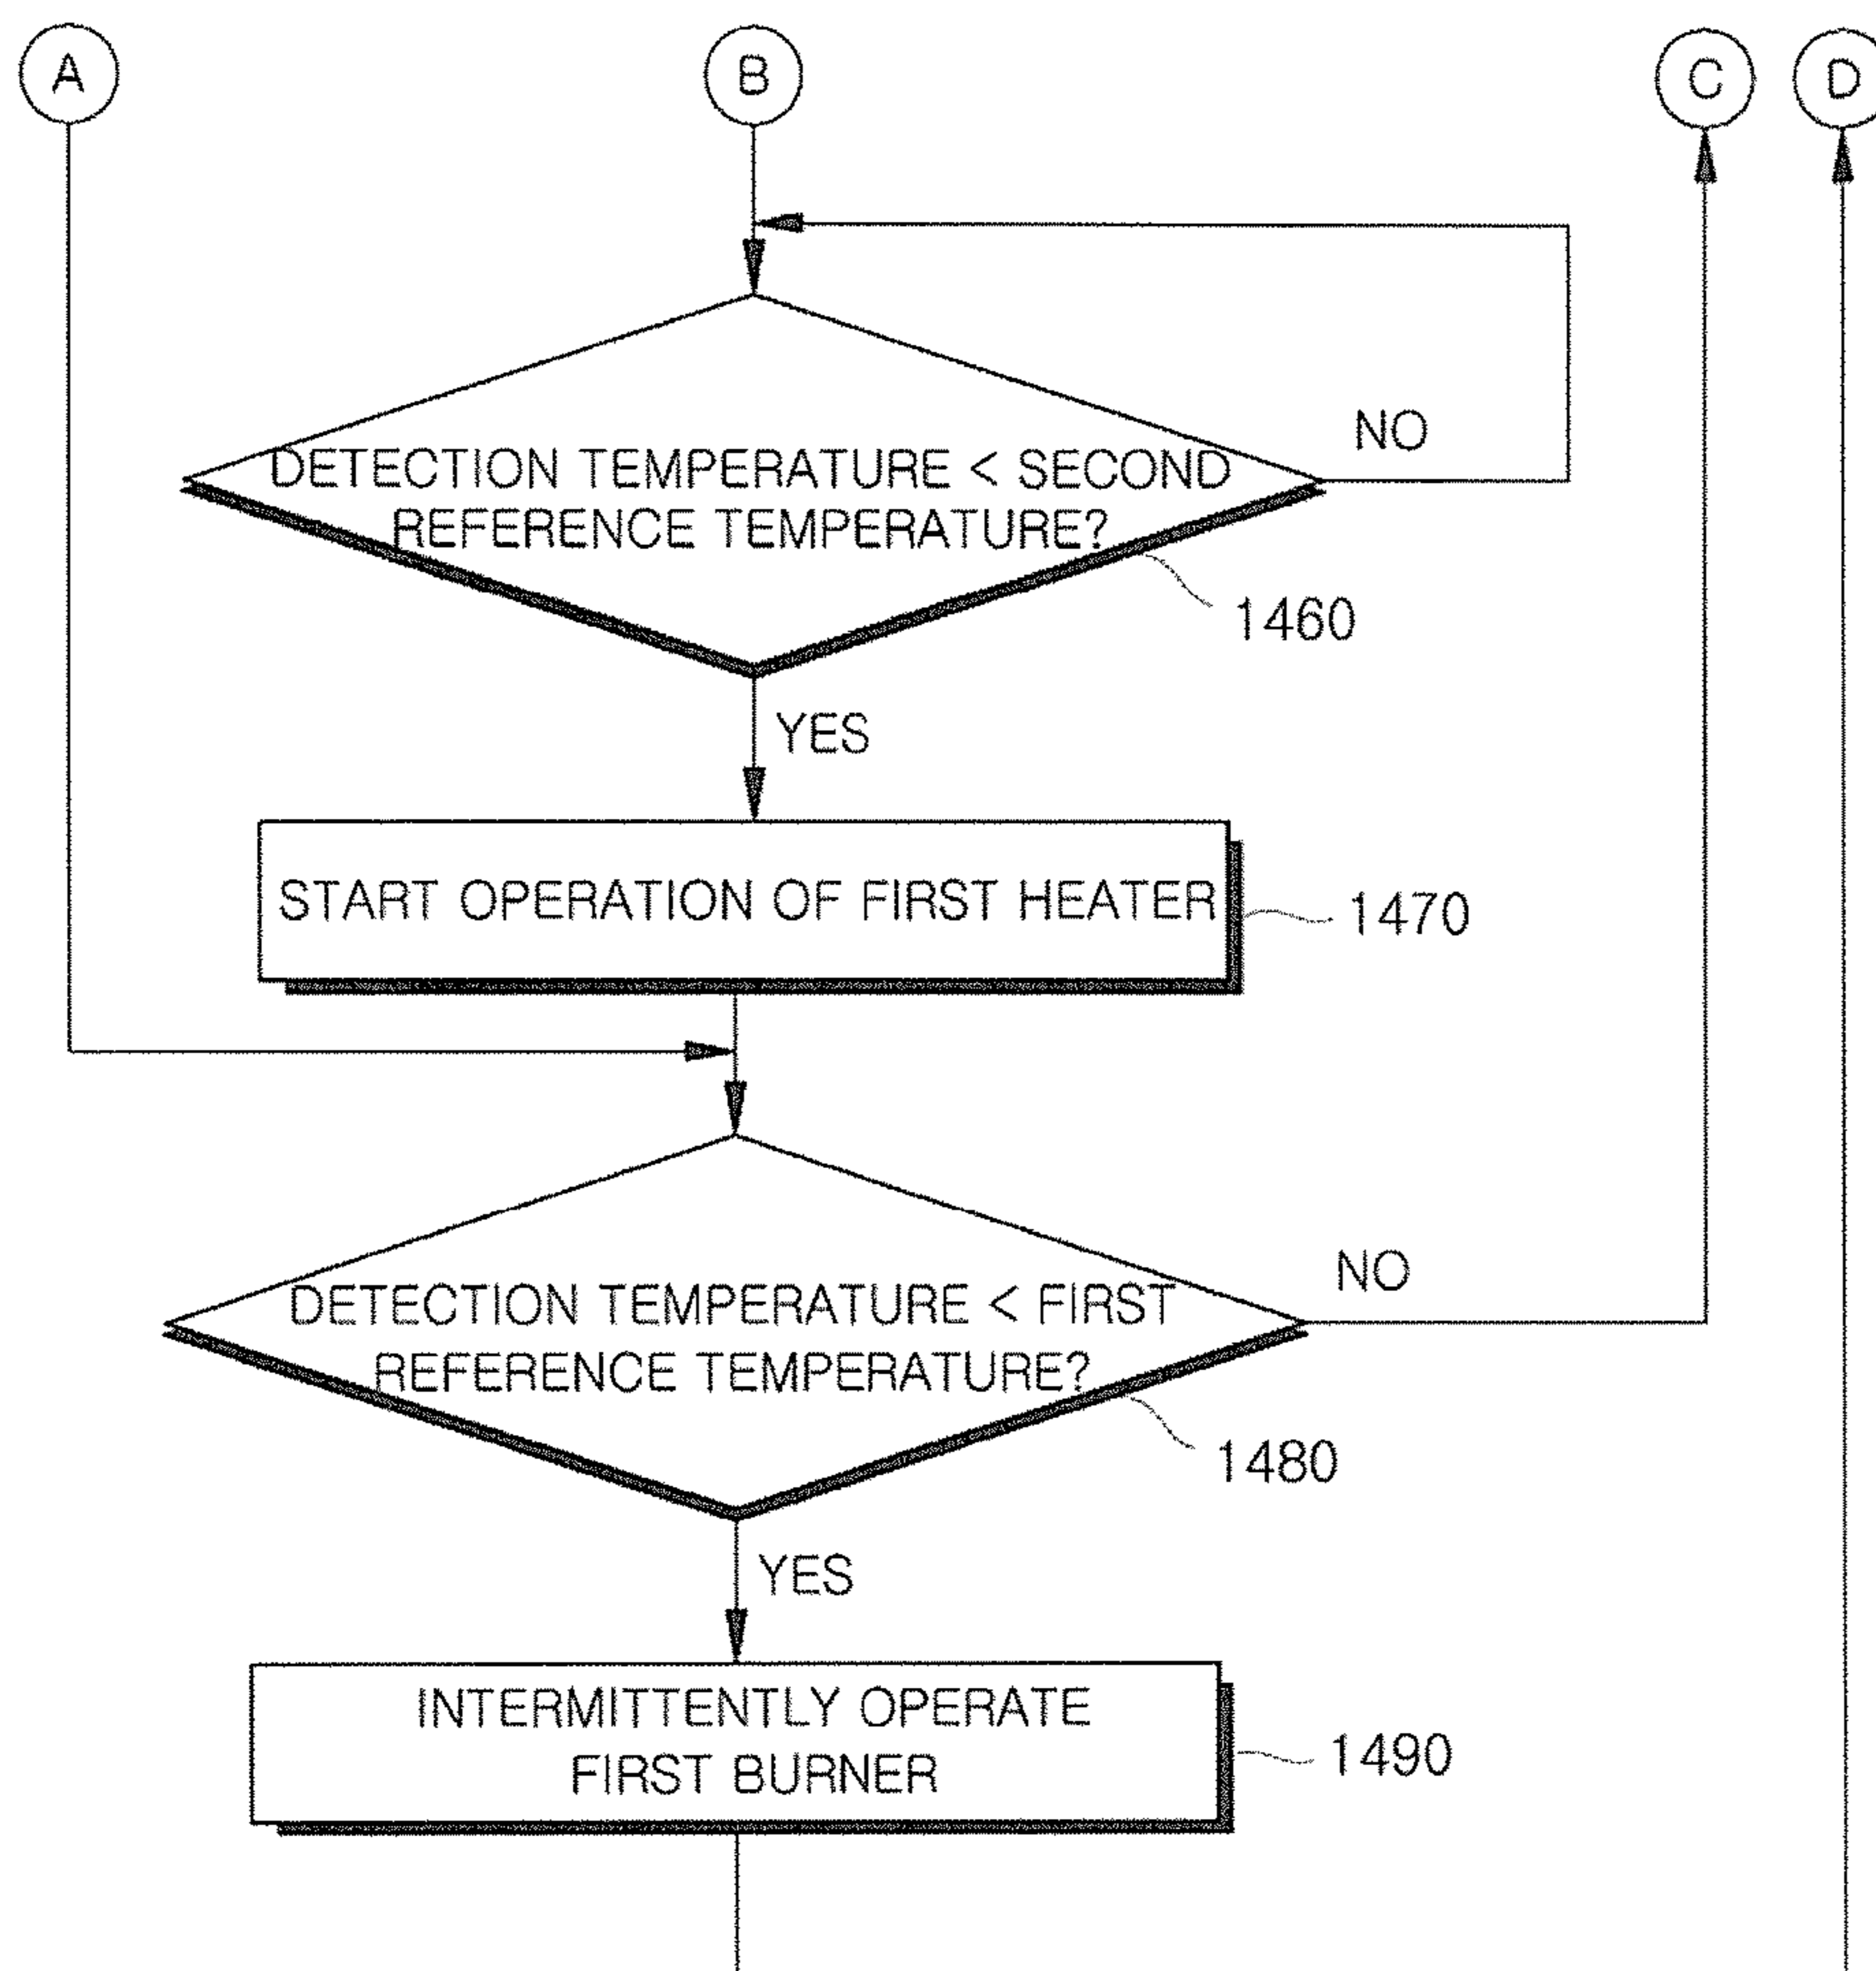 A
B
C
D
DETECTION TEMPERATURE < SECOND
REFERENCE TEMPERATURE?
NO
1460
YES
START OPERATION OF FIRST HEATER
1470
DETECTION TEMPERATURE < FIRST
REFERENCE TEMPERATURE?
NO
1480
YES
INTERMITTENTLY OPERATE
FIRST BURNER
1490